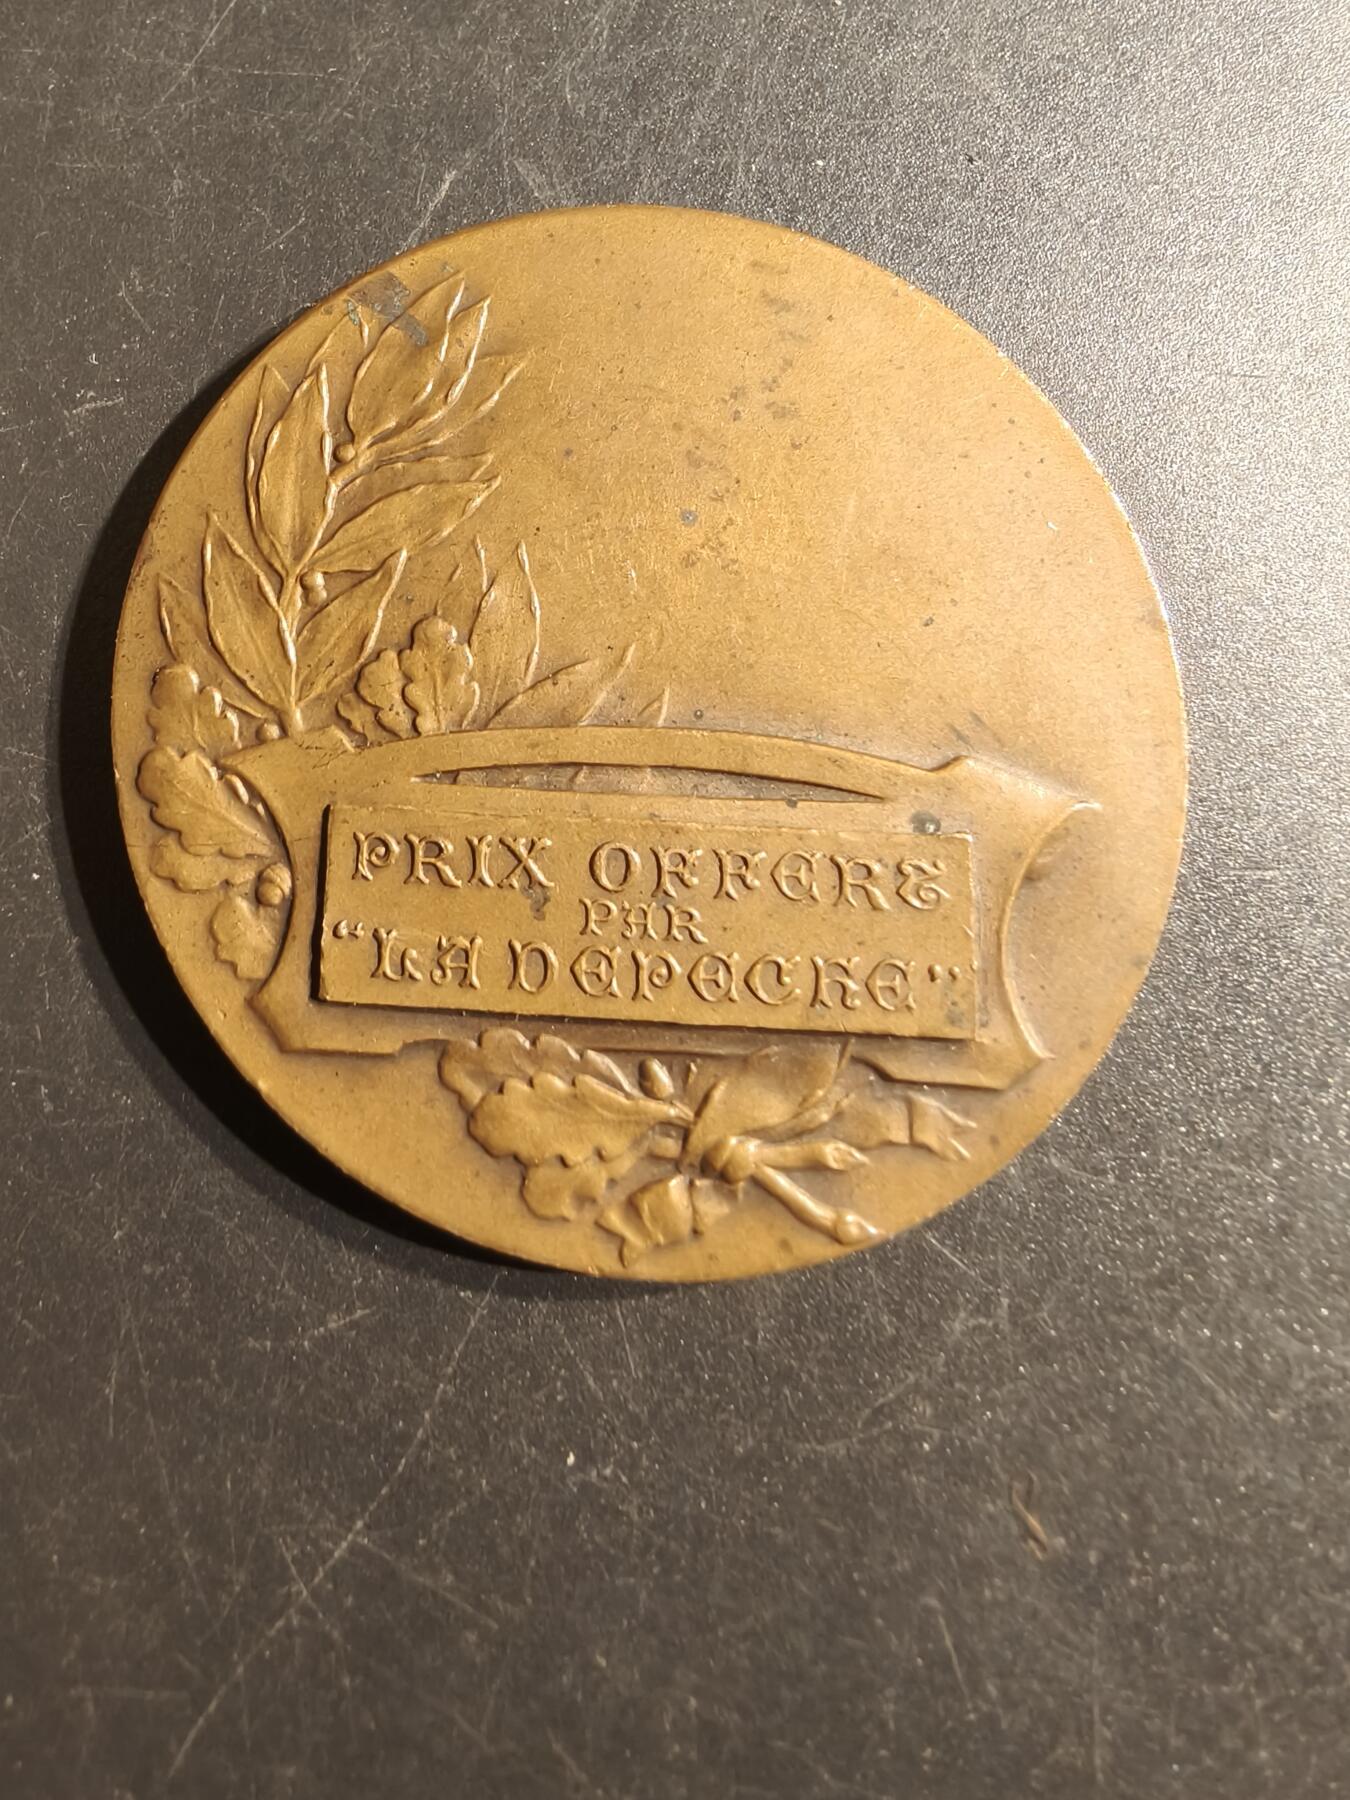 PRIX OFFERT
PAR
“LA DEPECHE”